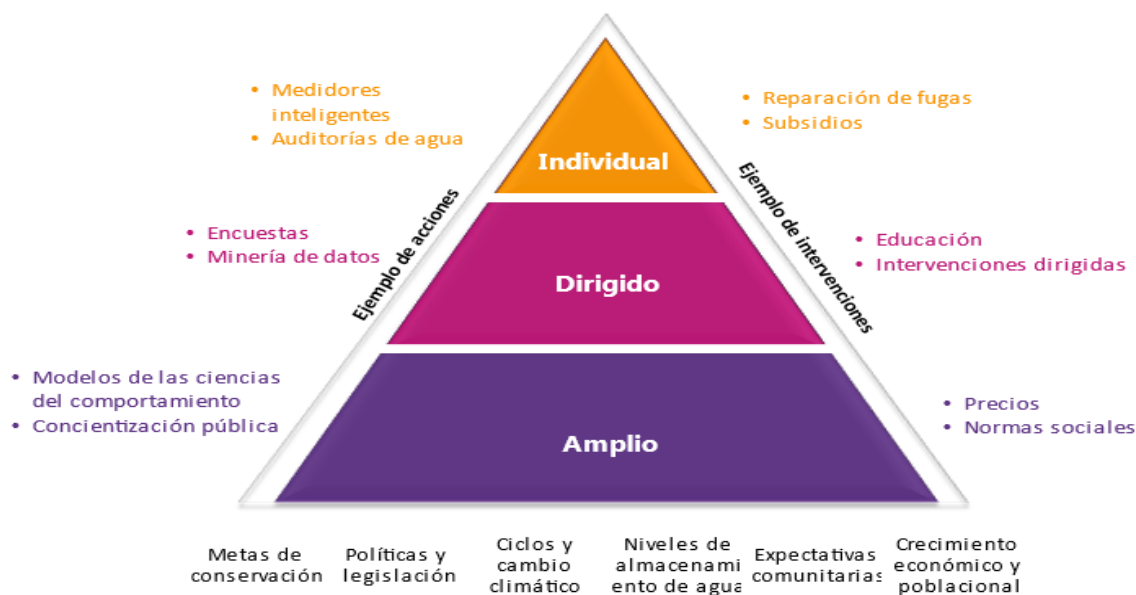 • Medidores
inteligentes
• Auditorías de agua
• Reparación de fugas
• Subsidios
Individual
Ejemplo de acciones
Ejemplo de intervenciones
• Encuestas
• Minería de datos
• Educación
• Intervenciones dirigidas
Dirigido
• Modelos de las ciencias
del comportamiento
• Concientización pública
• Precios
• Normas sociales
Amplio
Metas de
conservación
Políticas y
legislación
Ciclos y
cambio
climático
Niveles de
almacenami
ento de agua
Expectativas
comunitarias
Crecimiento
económico y
poblacional